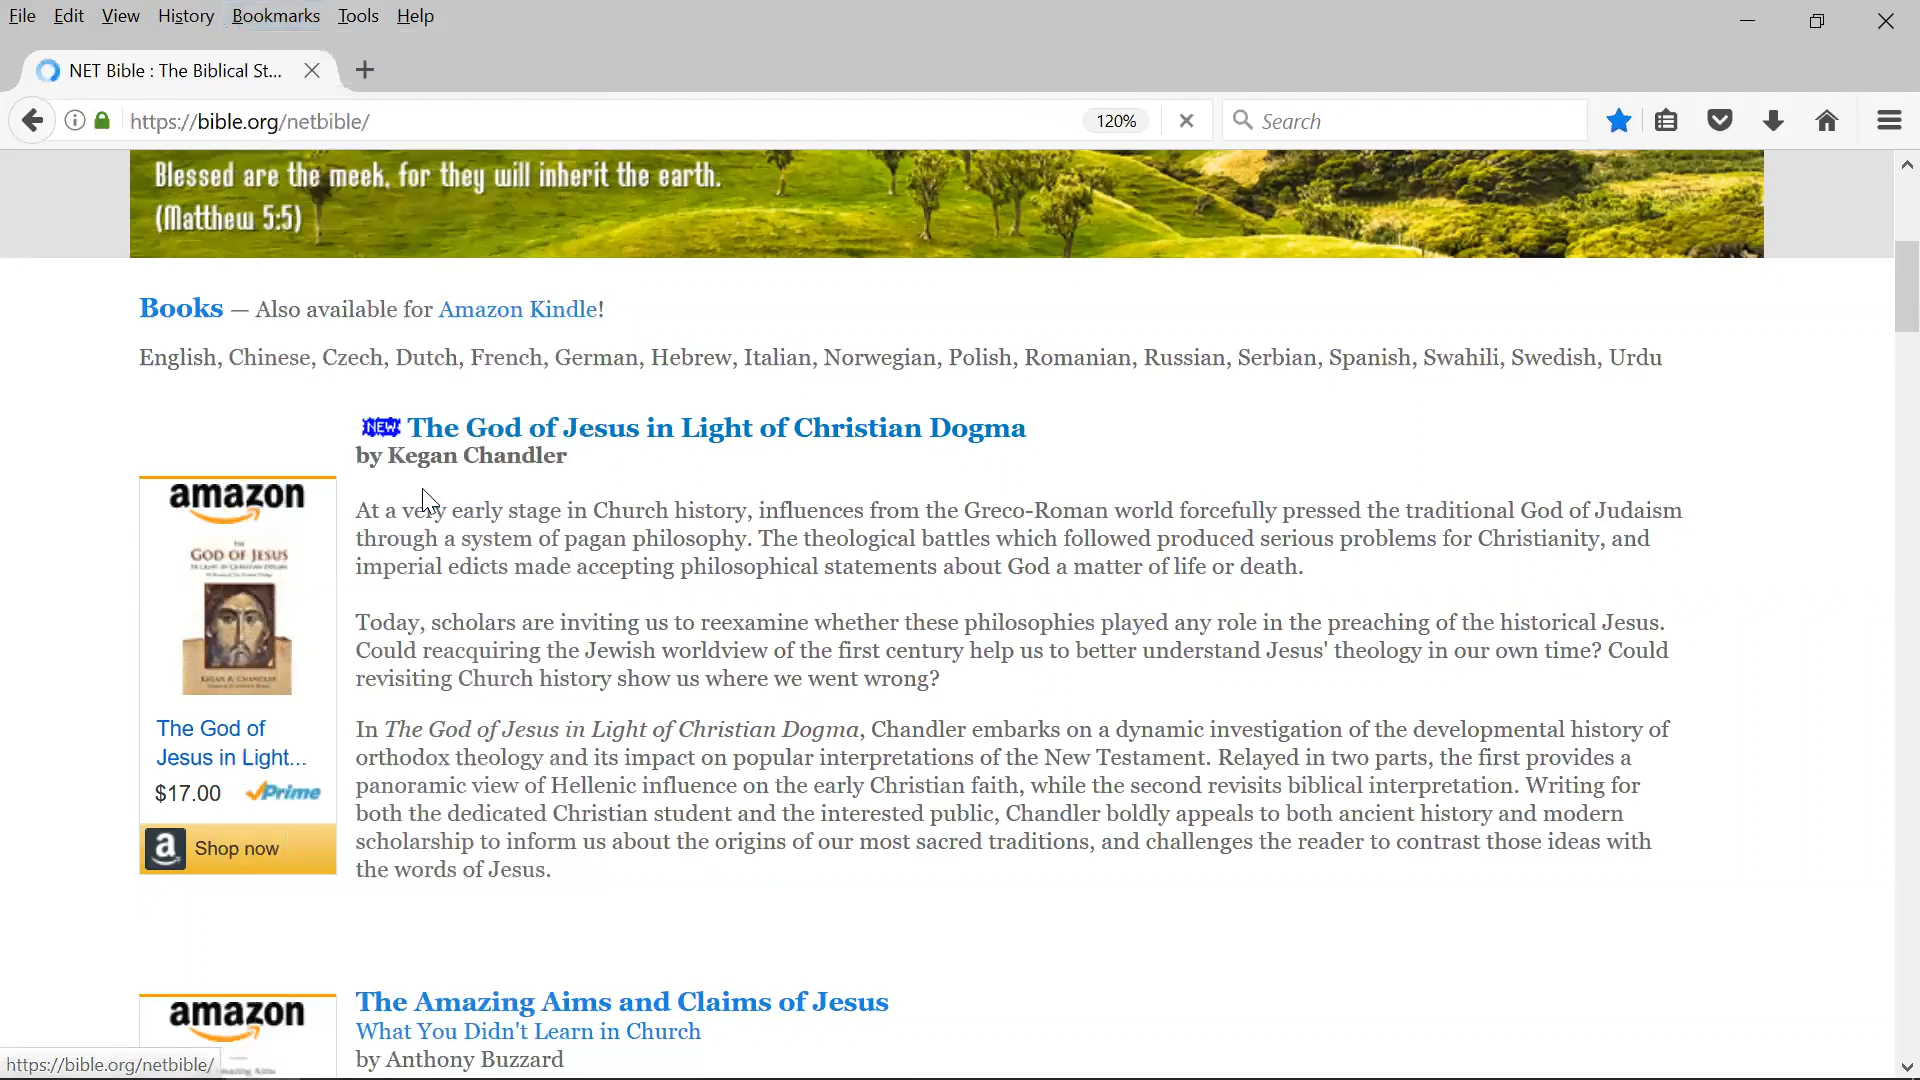 File Edit View History Bookmarks Tools Help
NET Bible : The Biblical St...
https://bible.org/netbible/
120%
Search
Blessed are the meek, for they will inherit the earth.
(Matthew 5:5)
Books — Also available for Amazon Kindle!
English, Chinese, Czech, Dutch, French, German, Hebrew, Italian, Norwegian, Polish, Romanian, Russian, Serbian, Spanish, Swahili, Swedish, Urdu
NEW The God of Jesus in Light of Christian Dogma
by Kegan Chandler
amazon
THE
GOD OF JESUS
IN LIGHT OF CHRISTIAN DOGMA
KEGAN A. CHANDLER
The God of
Jesus in Light...
$17.00 Prime
a Shop now
At a very early stage in Church history, influences from the Greco-Roman world forcefully pressed the traditional God of Judaism
through a system of pagan philosophy. The theological battles which followed produced serious problems for Christianity, and
imperial edicts made accepting philosophical statements about God a matter of life or death.
Today, scholars are inviting us to reexamine whether these philosophies played any role in the preaching of the historical Jesus.
Could reacquiring the Jewish worldview of the first century help us to better understand Jesus' theology in our own time? Could
revisiting Church history show us where we went wrong?
In The God of Jesus in Light of Christian Dogma, Chandler embarks on a dynamic investigation of the developmental history of
orthodox theology and its impact on popular interpretations of the New Testament. Relayed in two parts, the first provides a
panoramic view of Hellenic influence on the early Christian faith, while the second revisits biblical interpretation. Writing for
both the dedicated Christian student and the interested public, Chandler boldly appeals to both ancient history and modern
scholarship to inform us about the origins of our most sacred traditions, and challenges the reader to contrast those ideas with
the words of Jesus.
amazon
The Amazing Aims and Claims of Jesus
What You Didn't Learn in Church
by Anthony Buzzard
https://bible.org/netbible/